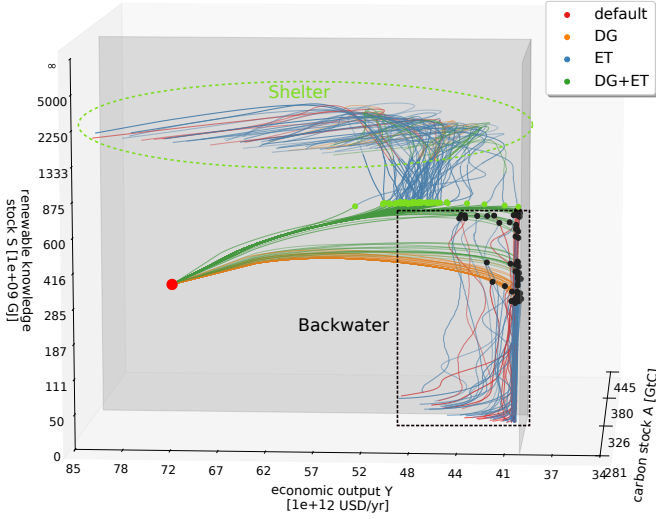 default
DG
ET
DG+ET
Shelter
Backwater
∞
5000
2250
1333
875
600
416
285
187
111
50
0
renewable knowledge
stock S [1e+09 GJ]
85 78 72 67 62 57 52 48 44 41 37 34
economic output Y
[1e+12 USD/yr]
445
380
326
281
carbon stock A [GtC]